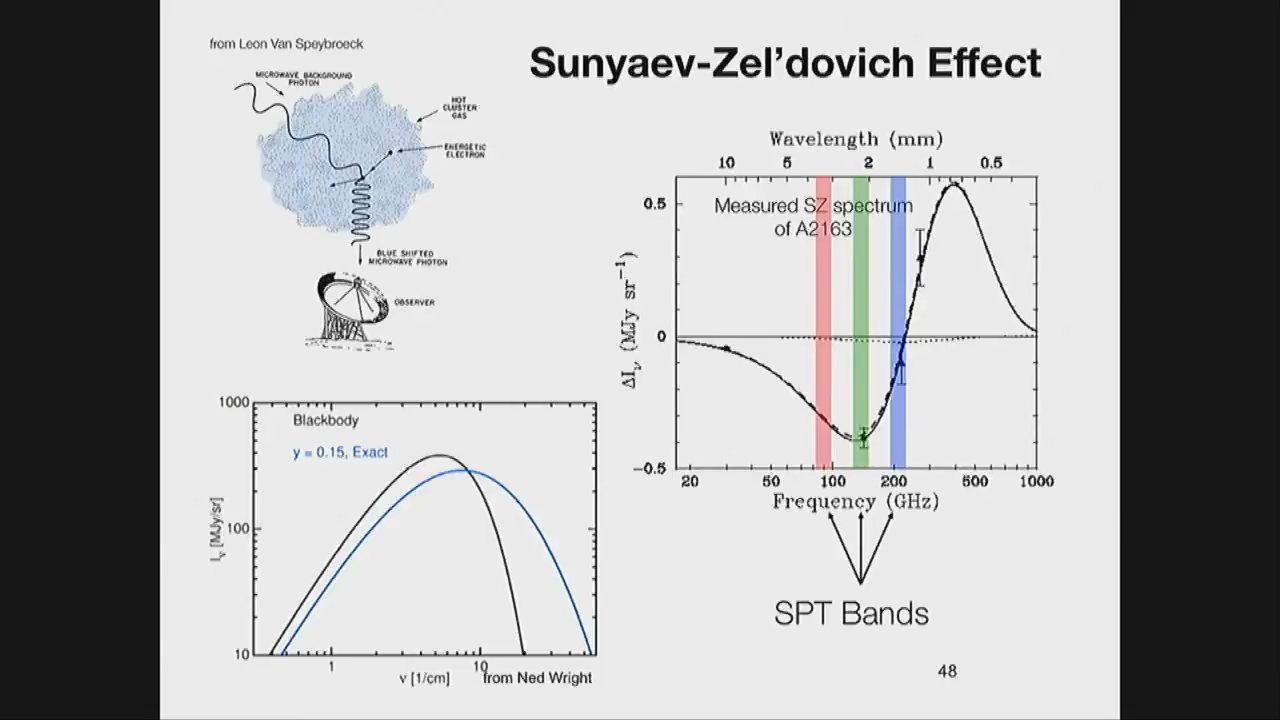 from Leon Van Speybroeck
Sunyaev-Zel'dovich Effect
MICROWAVE BACKGROUND
PHOTON
HOT
CLUSTER
GAS
ENERGETIC
ELECTRON
BLUE SHIFTED
MICROWAVE PHOTON
OBSERVER
Wavelength (mm)
10 5 2 1 0.5
Measured SZ spectrum
of A2163
0.5
0
−0.5
ΔIν (MJy sr⁻¹)
20 50 100 200 500 1000
Frequency (GHz)
SPT Bands
1000
100
10
Iν [MJy/sr]
Blackbody
y = 0.15, Exact
1 10
ν [1/cm]
from Ned Wright
48